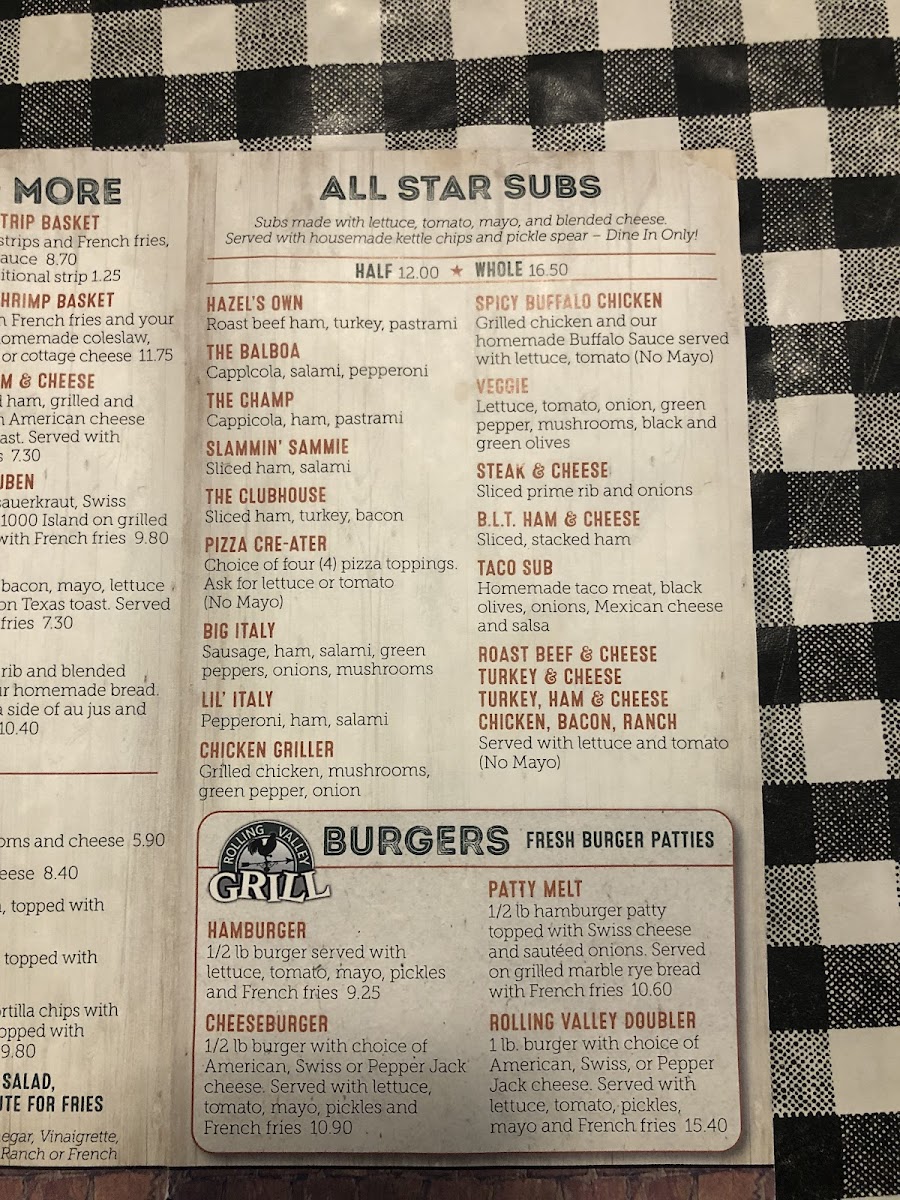 MORE
TRIP BASKET
strips and French fries,
auce 8.70
itional strip 1.25
HRIMP BASKET
h French fries and your
omemade coleslaw,
or cottage cheese 11.75
M & CHEESE
ham, grilled and
n American cheese
ast. Served with
7.30
UBEN
sauerkraut, Swiss
1000 Island on grilled
with French fries 9.80
bacon, mayo, lettuce
on Texas toast. Served
fries 7.30
rib and blended
ur homemade bread.
a side of au jus and
10.40
oms and cheese 5.90
eese 8.40
, topped with
topped with
ortilla chips with
opped with
9.80
SALAD,
UTE FOR FRIES
egar, Vinaigrette,
Ranch or French
ALL STAR SUBS
Subs made with lettuce, tomato, mayo, and blended cheese.
Served with housemade kettle chips and pickle spear – Dine In Only!
HALF 12.00 ★ WHOLE 16.50
HAZEL'S OWN
Roast beef ham, turkey, pastrami
THE BALBOA
Capplcola, salami, pepperoni
THE CHAMP
Cappicola, ham, pastrami
SLAMMIN' SAMMIE
Sliced ham, salami
THE CLUBHOUSE
Sliced ham, turkey, bacon
PIZZA CRE-ATER
Choice of four (4) pizza toppings.
Ask for lettuce or tomato
(No Mayo)
BIG ITALY
Sausage, ham, salami, green
peppers, onions, mushrooms
LIL' ITALY
Pepperoni, ham, salami
CHICKEN GRILLER
Grilled chicken, mushrooms,
green pepper, onion
SPICY BUFFALO CHICKEN
Grilled chicken and our
homemade Buffalo Sauce served
with lettuce, tomato (No Mayo)
VEGGIE
Lettuce, tomato, onion, green
pepper, mushrooms, black and
green olives
STEAK & CHEESE
Sliced prime rib and onions
B.L.T. HAM & CHEESE
Sliced, stacked ham
TACO SUB
Homemade taco meat, black
olives, onions, Mexican cheese
and salsa
ROAST BEEF & CHEESE
TURKEY & CHEESE
TURKEY, HAM & CHEESE
CHICKEN, BACON, RANCH
Served with lettuce and tomato
(No Mayo)
ROLLING VALLEY
GRILL
BURGERS FRESH BURGER PATTIES
HAMBURGER
1/2 lb burger served with
lettuce, tomato, mayo, pickles
and French fries 9.25
CHEESEBURGER
1/2 lb burger with choice of
American, Swiss or Pepper Jack
cheese. Served with lettuce,
tomato, mayo, pickles and
French fries 10.90
PATTY MELT
1/2 lb hamburger patty
topped with Swiss cheese
and sautéed onions. Served
on grilled marble rye bread
with French fries 10.60
ROLLING VALLEY DOUBLER
1 lb. burger with choice of
American, Swiss, or Pepper
Jack cheese. Served with
lettuce, tomato, pickles,
mayo and French fries 15.40